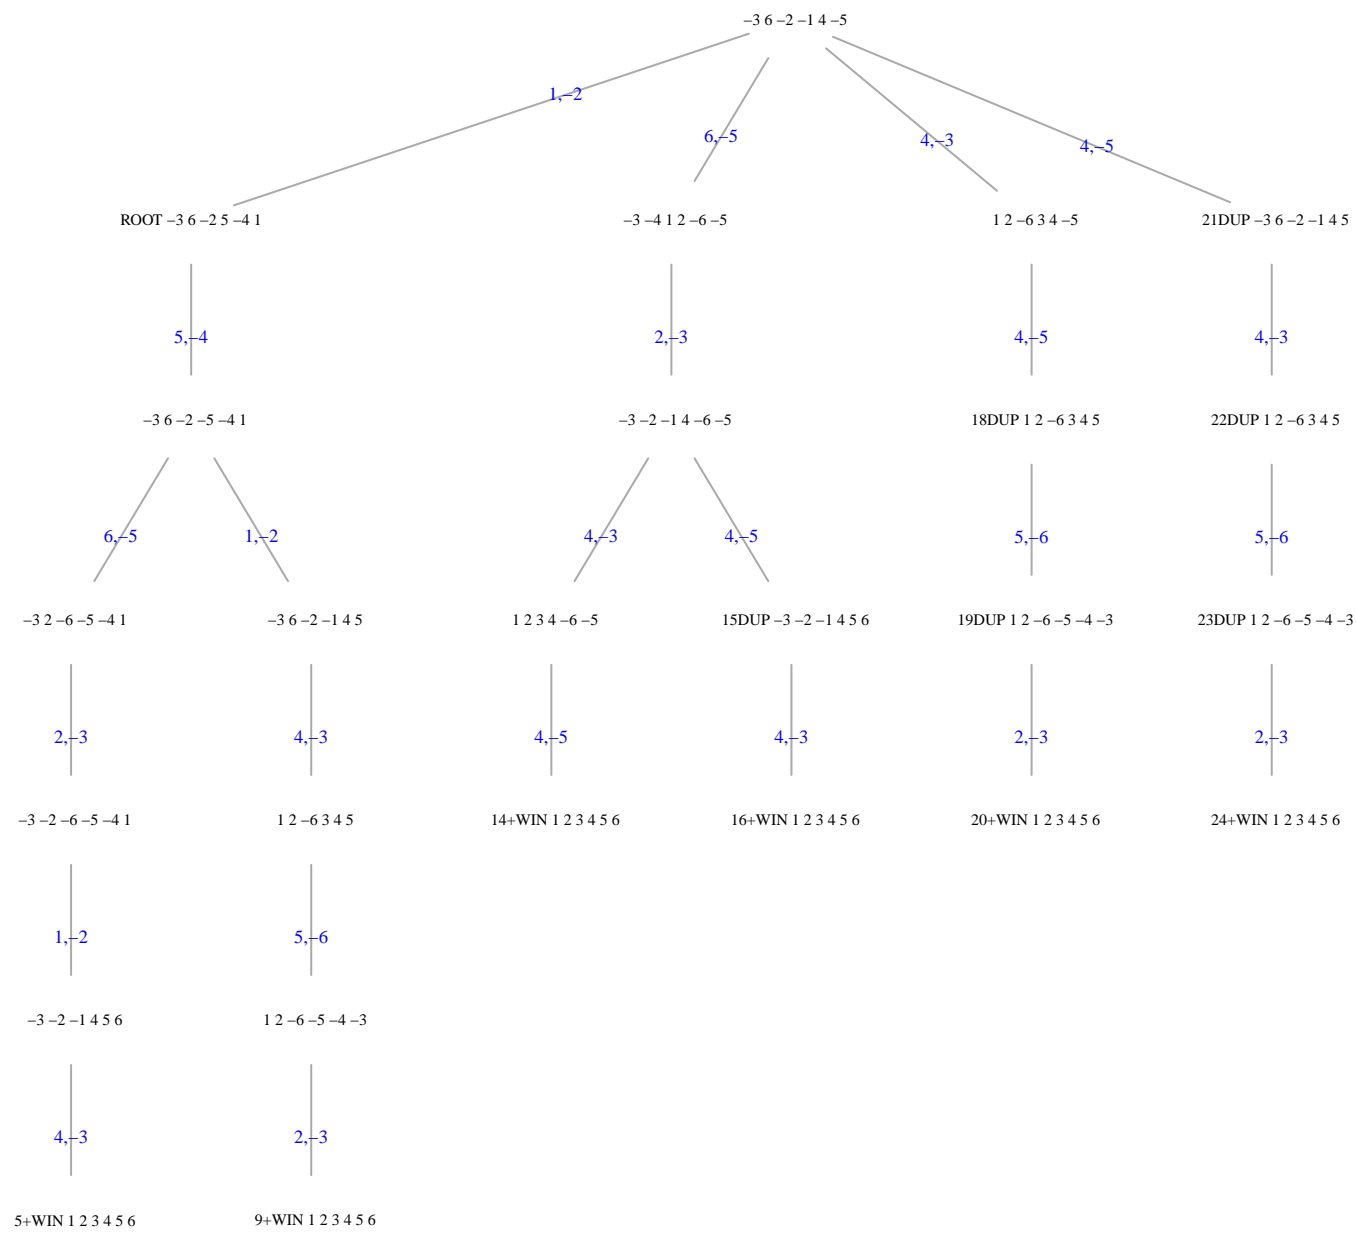 −3 6 −2 −1 4 −5
1,−2
6,−5
4,−3
4,−5
ROOT −3 6 −2 5 −4 1
−3 −4 1 2 −6 −5
1 2 −6 3 4 −5
21DUP −3 6 −2 −1 4 5
5,−4
2,−3
4,−5
4,−3
−3 6 −2 −5 −4 1
−3 −2 −1 4 −6 −5
18DUP 1 2 −6 3 4 5
22DUP 1 2 −6 3 4 5
6,−5
1,−2
4,−3
4,−5
5,−6
5,−6
−3 2 −6 −5 −4 1
−3 6 −2 −1 4 5
1 2 3 4 −6 −5
15DUP −3 −2 −1 4 5 6
19DUP 1 2 −6 −5 −4 −3
23DUP 1 2 −6 −5 −4 −3
2,−3
4,−3
4,−5
4,−3
2,−3
2,−3
−3 −2 −6 −5 −4 1
1 2 −6 3 4 5
14+WIN 1 2 3 4 5 6
16+WIN 1 2 3 4 5 6
20+WIN 1 2 3 4 5 6
24+WIN 1 2 3 4 5 6
1,−2
5,−6
−3 −2 −1 4 5 6
1 2 −6 −5 −4 −3
4,−3
2,−3
5+WIN 1 2 3 4 5 6
9+WIN 1 2 3 4 5 6